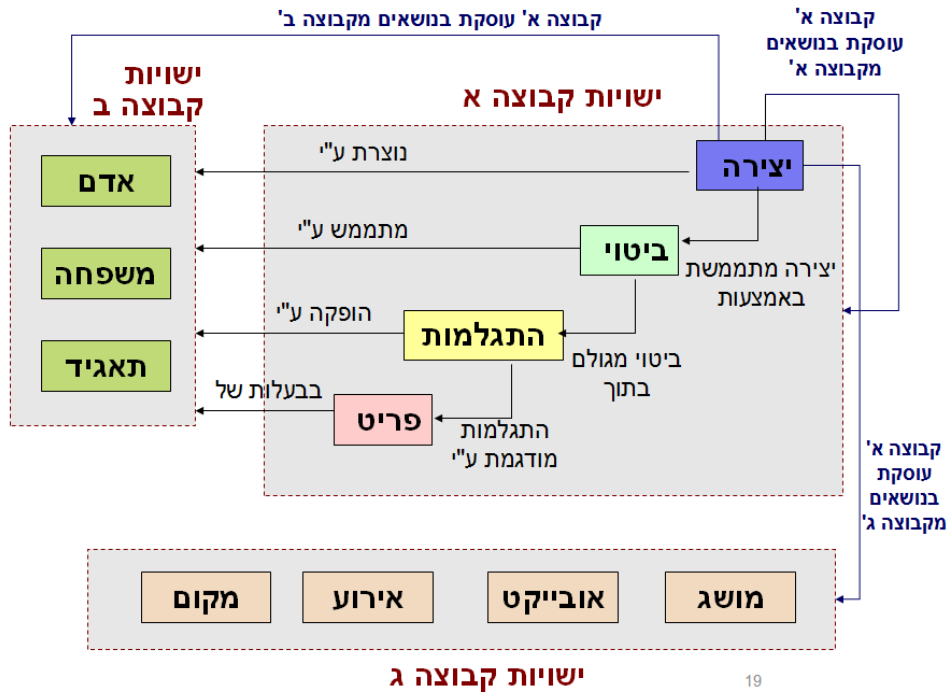 קבוצה א' עוסקת בנושאים מקבוצה ב'
קבוצה א'
עוסקת בנושאים
מקבוצה א'
ישויות
קבוצה ב
ישויות קבוצה א
אדם
משפחה
תאגיד
יצירה
נוצרת ע"י
ביטוי
מתממש ע"י
יצירה מתממשת
באמצעות
התגלמות
הופקה ע"י
ביטוי מגולם
בתוך
פריט
בבעלות של
התגלמות
מודגמת ע"י
קבוצה א'
עוסקת
בנושאים
מקבוצה ג'
מושג
אובייקט
אירוע
מקום
ישויות קבוצה ג
19